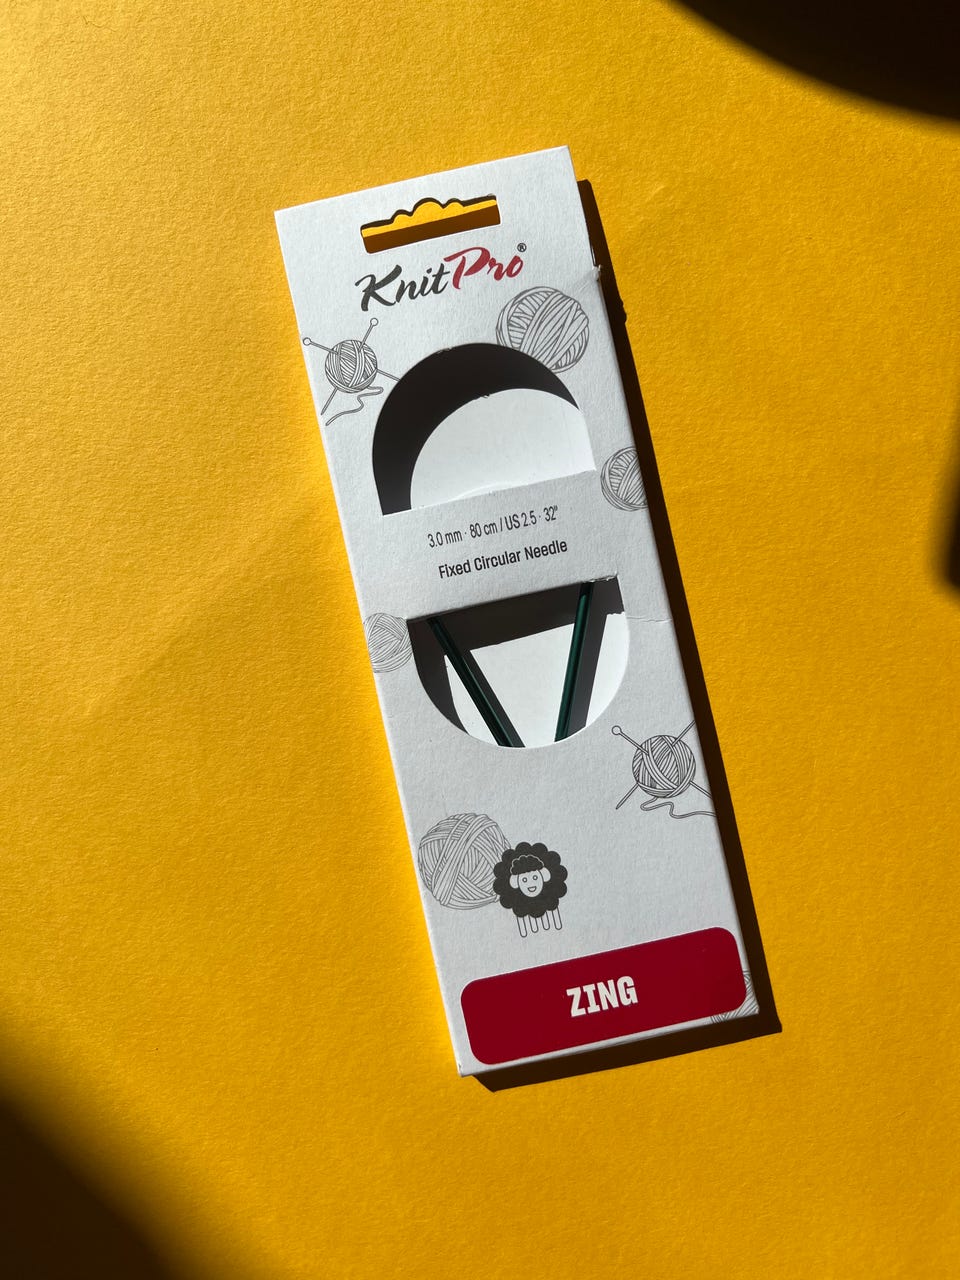 KnitPro®
3.0 mm · 80 cm / US 2.5 · 32"
Fixed Circular Needle
ZING